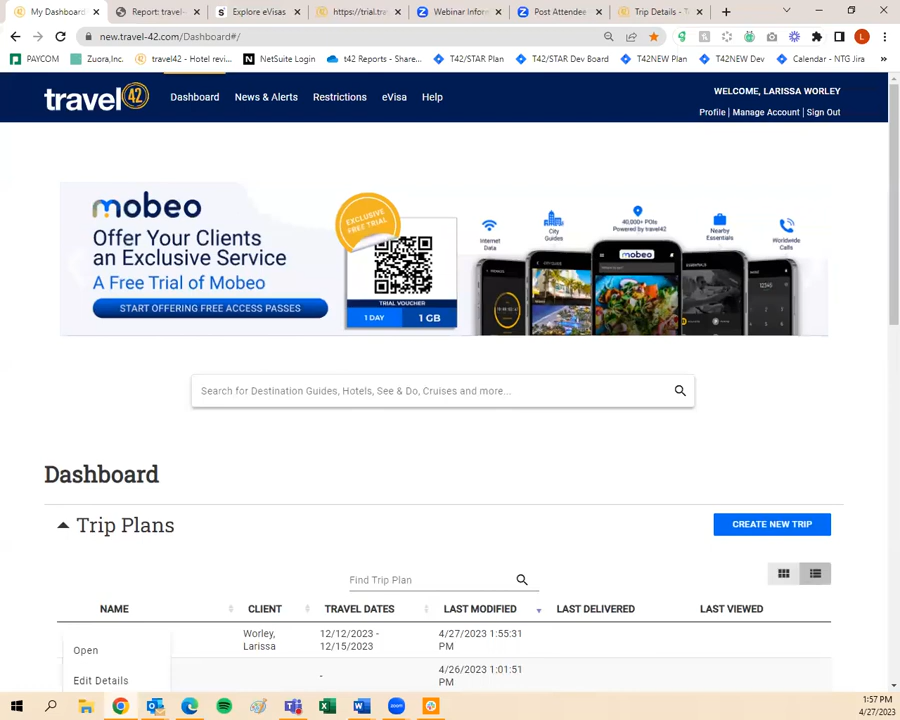 My Dashboard
Report: travel-
Explore eVisas
https://trial.tra
Webinar Inform
Post Attendee
Trip Details - Ta
new.travel-42.com/Dashboard#/
PAYCOM
Zuora,Inc.
travel42 - Hotel revi...
NetSuite Login
t42 Reports - Share...
T42/STAR Plan
T42/STAR Dev Board
T42NEW Plan
T42NEW Dev
Calendar - NTG Jira
travel 42
Dashboard
News & Alerts
Restrictions
eVisa
Help
WELCOME, LARISSA WORLEY
Profile | Manage Account | Sign Out
mobeo
Offer Your Clients
an Exclusive Service
A Free Trial of Mobeo
START OFFERING FREE ACCESS PASSES
EXCLUSIVE
FREE TRIAL
TRIAL VOUCHER
1 DAY
1 GB
Internet
Data
City
Guides
40,000+ POIs
Powered by travel42
Nearby
Essentials
Worldwide
Calls
mobeo
Search for Destination Guides, Hotels, See & Do, Cruises and more...
Dashboard
Trip Plans
CREATE NEW TRIP
Find Trip Plan
NAME
CLIENT
TRAVEL DATES
LAST MODIFIED
LAST DELIVERED
LAST VIEWED
Worley,
Larissa
12/12/2023 -
12/15/2023
4/27/2023 1:55:31
PM
Open
-
4/26/2023 1:01:51
PM
Edit Details
1:57 PM
4/27/2023